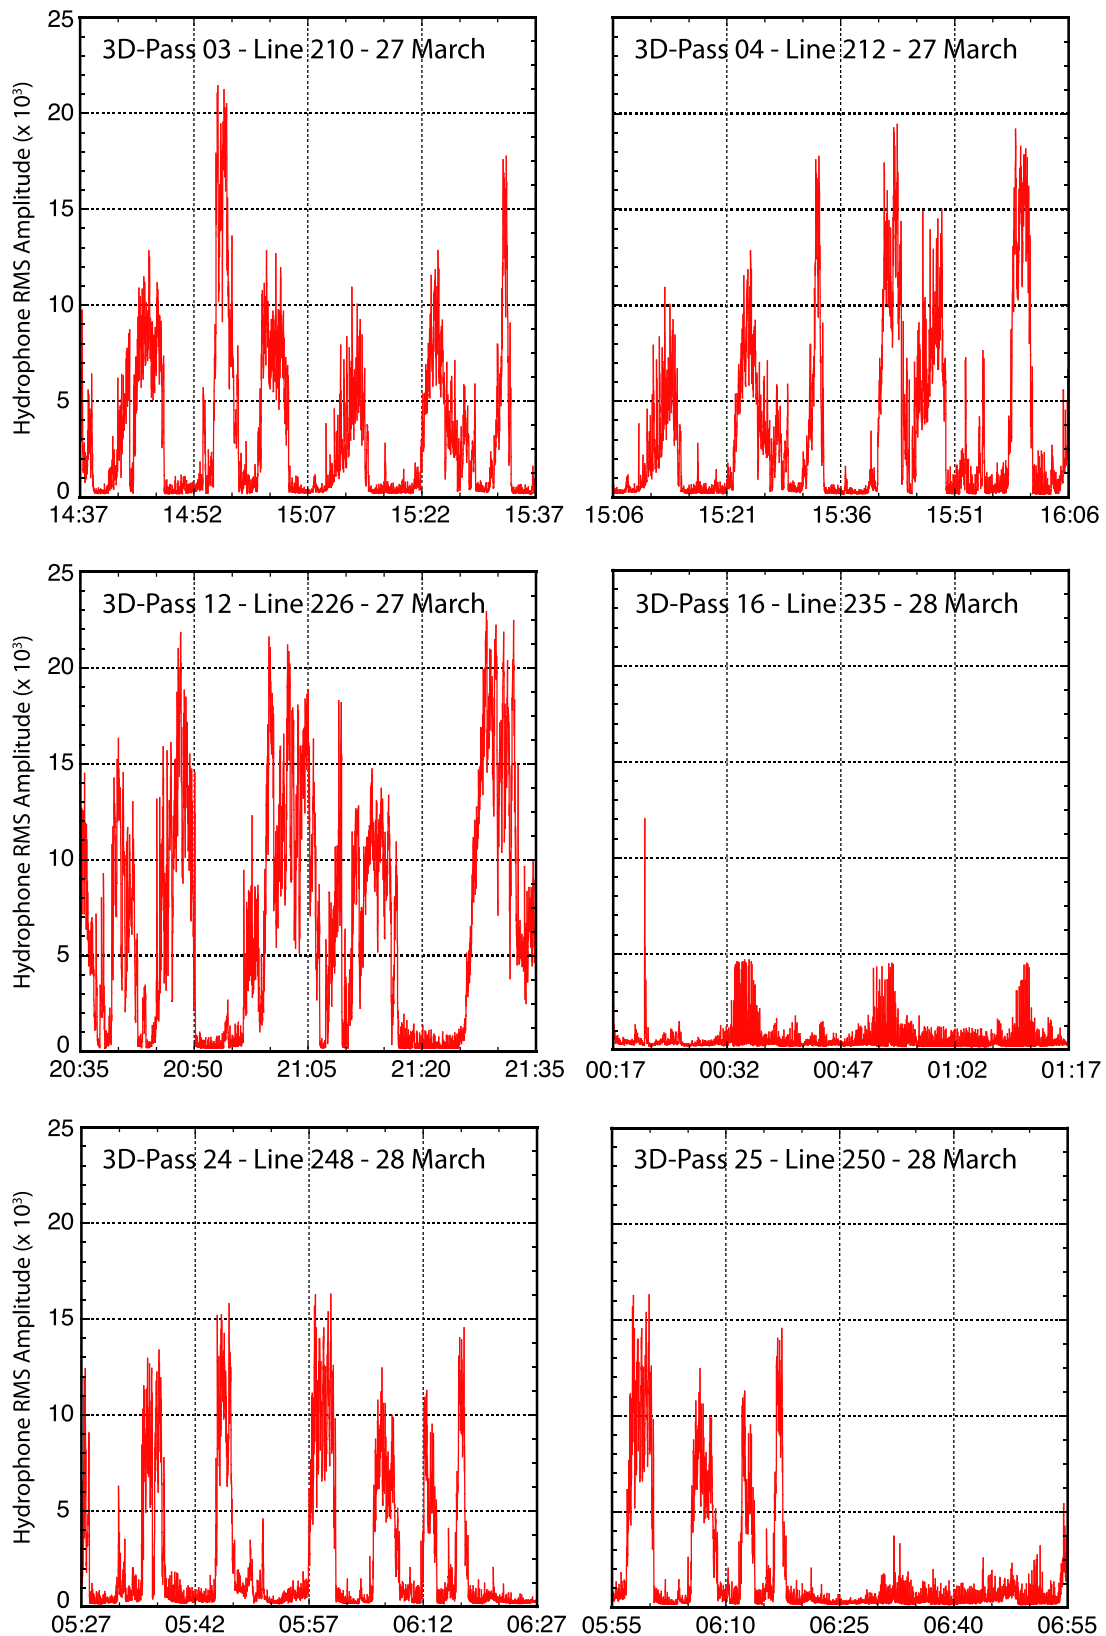 Hydrophone RMS Amplitude (x 10³)
25
20
15
10
5
0
3D-Pass 03 - Line 210 - 27 March
14:37 14:52 15:07 15:22 15:37
3D-Pass 04 - Line 212 - 27 March
15:06 15:21 15:36 15:51 16:06
Hydrophone RMS Amplitude (x 10³)
25
20
15
10
5
0
3D-Pass 12 - Line 226 - 27 March
20:35 20:50 21:05 21:20 21:35
3D-Pass 16 - Line 235 - 28 March
00:17 00:32 00:47 01:02 01:17
Hydrophone RMS Amplitude (x 10³)
25
20
15
10
5
0
3D-Pass 24 - Line 248 - 28 March
05:27 05:42 05:57 06:12 06:27
3D-Pass 25 - Line 250 - 28 March
05:55 06:10 06:25 06:40 06:55